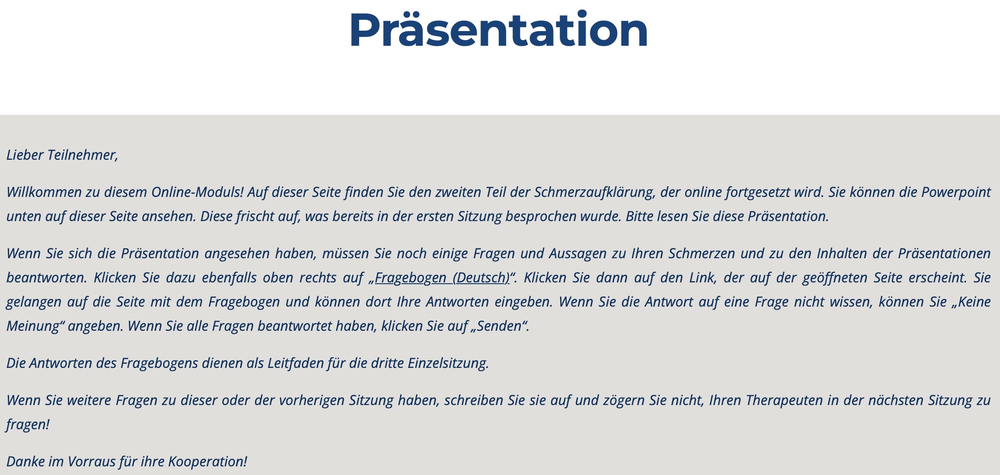 Präsentation
Lieber Teilnehmer,
Willkommen zu diesem Online-Moduls! Auf dieser Seite finden Sie den zweiten Teil der Schmerzaufklärung, der online fortgesetzt wird. Sie können die Powerpoint
unten auf dieser Seite ansehen. Diese frischt auf, was bereits in der ersten Sitzung besprochen wurde. Bitte lesen Sie diese Präsentation.
Wenn Sie sich die Präsentation angesehen haben, müssen Sie noch einige Fragen und Aussagen zu Ihren Schmerzen und zu den Inhalten der Präsentationen
beantworten. Klicken Sie dazu ebenfalls oben rechts auf „Fragebogen (Deutsch)“. Klicken Sie dann auf den Link, der auf der geöffneten Seite erscheint. Sie
gelangen auf die Seite mit dem Fragebogen und können dort Ihre Antworten eingeben. Wenn Sie die Antwort auf eine Frage nicht wissen, können Sie „Keine
Meinung“ angeben. Wenn Sie alle Fragen beantwortet haben, klicken Sie auf „Senden“.
Die Antworten des Fragebogens dienen als Leitfaden für die dritte Einzelsitzung.
Wenn Sie weitere Fragen zu dieser oder der vorherigen Sitzung haben, schreiben Sie sie auf und zögern Sie nicht, Ihren Therapeuten in der nächsten Sitzung zu
fragen!
Danke im Vorraus für ihre Kooperation!